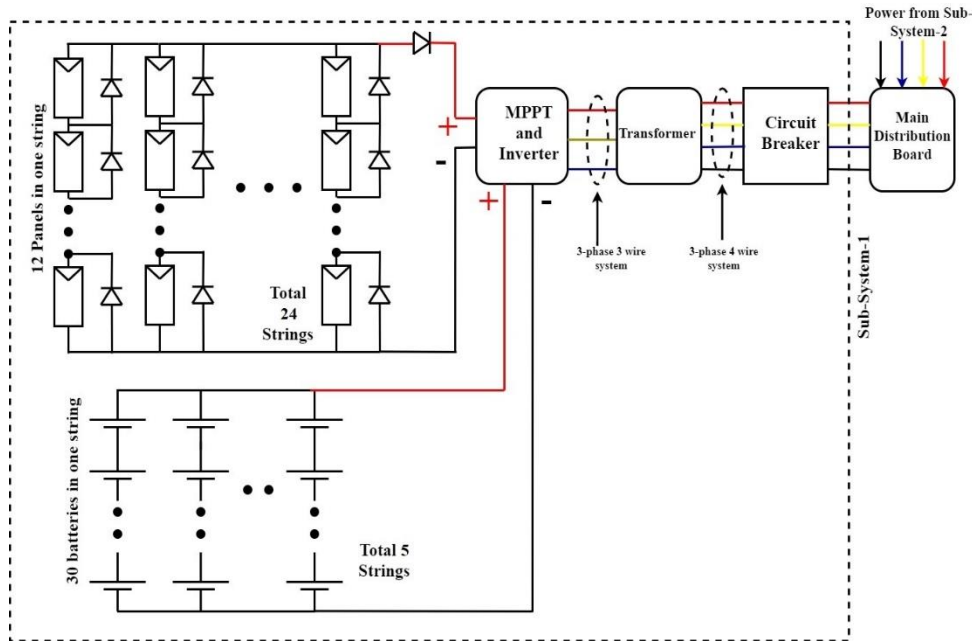 Power from Sub-
System-2
12 Panels in one string
Total
24
Strings
+
-
MPPT
and
Inverter
+
-
Transformer
Circuit
Breaker
Main
Distribution
Board
3-phase 3 wire
system
3-phase 4 wire
system
Sub-System-1
30 batteries in one string
Total 5
Strings